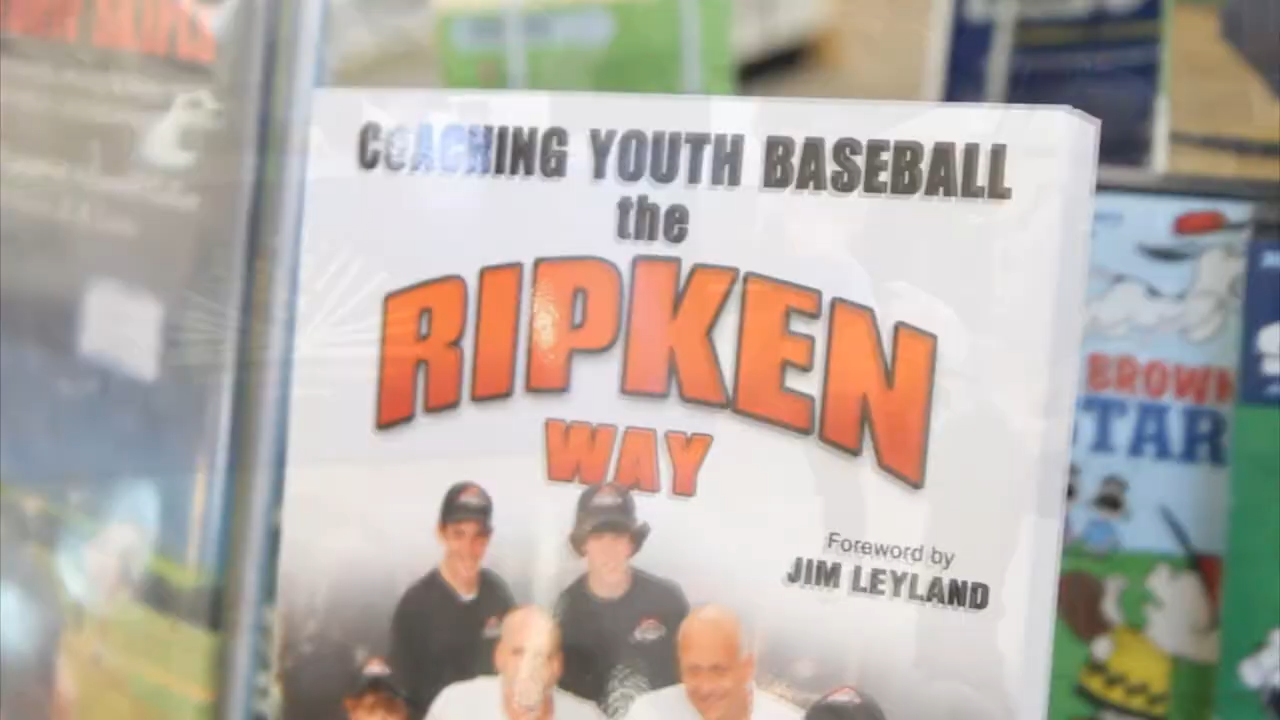 COACHING YOUTH BASEBALL
the
RIPKEN
WAY
Foreword by
JIM LEYLAND
BROWN
STAR